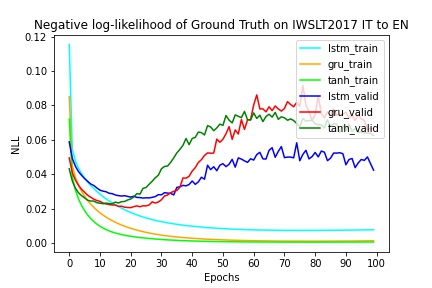 Negative log-likelihood of Ground Truth on IWSLT2017 IT to EN
0.12
0.10
0.08
0.06
0.04
0.02
0.00
NLL
lstm_train
gru_train
tanh_train
lstm_valid
gru_valid
tanh_valid
0 10 20 30 40 50 60 70 80 90 100
Epochs